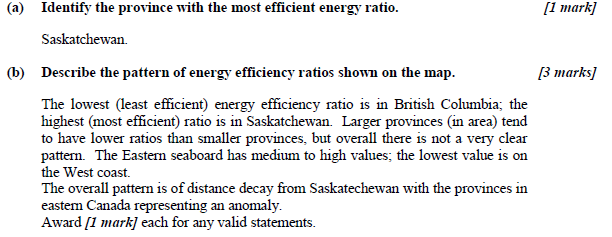 (a) Identify the province with the most efficient energy ratio. [1 mark]
Saskatchewan.
(b) Describe the pattern of energy efficiency ratios shown on the map. [3 marks]
The lowest (least efficient) energy efficiency ratio is in British Columbia; the
highest (most efficient) ratio is in Saskatchewan. Larger provinces (in area) tend
to have lower ratios than smaller provinces, but overall there is not a very clear
pattern. The Eastern seaboard has medium to high values; the lowest value is on
the West coast.
The overall pattern is of distance decay from Saskatechewan with the provinces in
eastern Canada representing an anomaly.
Award [1 mark] each for any valid statements.